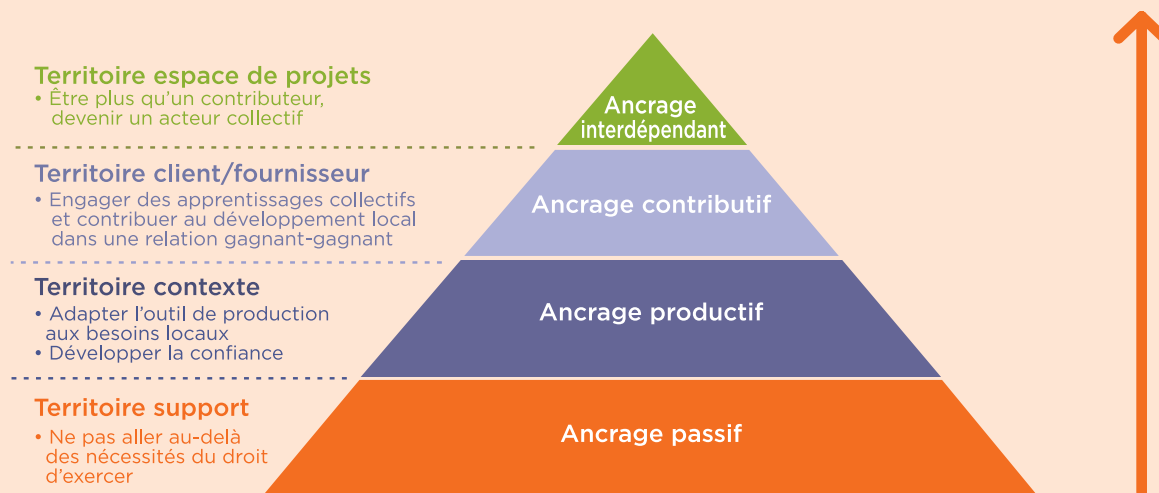 Territoire espace de projets
• Être plus qu'un contributeur,
devenir un acteur collectif
Ancrage
interdépendant
Territoire client/fournisseur
• Engager des apprentissages collectifs
et contribuer au développement local
dans une relation gagnant-gagnant
Ancrage contributif
Territoire contexte
• Adapter l'outil de production
aux besoins locaux
• Développer la confiance
Ancrage productif
Territoire support
• Ne pas aller au-delà
des nécessités du droit
d'exercer
Ancrage passif